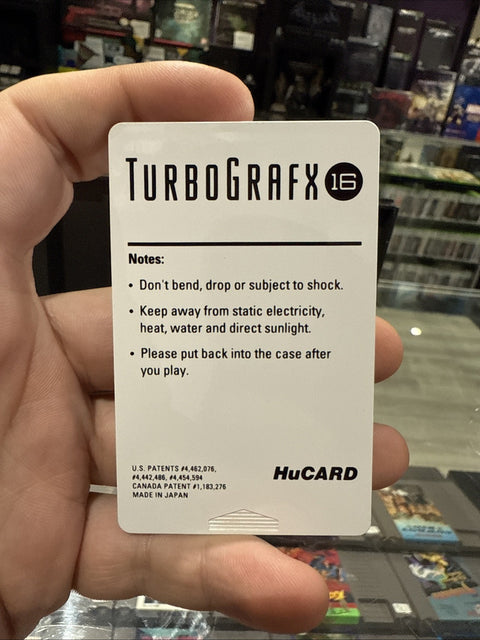 TURBOGRAFX 16
Notes:
• Don't bend, drop or subject to shock.
• Keep away from static electricity,
heat, water and direct sunlight.
• Please put back into the case after
you play.
U.S. PATENTS #4,462,076,
#4,442,486, #4,454,594
CANADA PATENT #1,183,276
MADE IN JAPAN
HuCARD